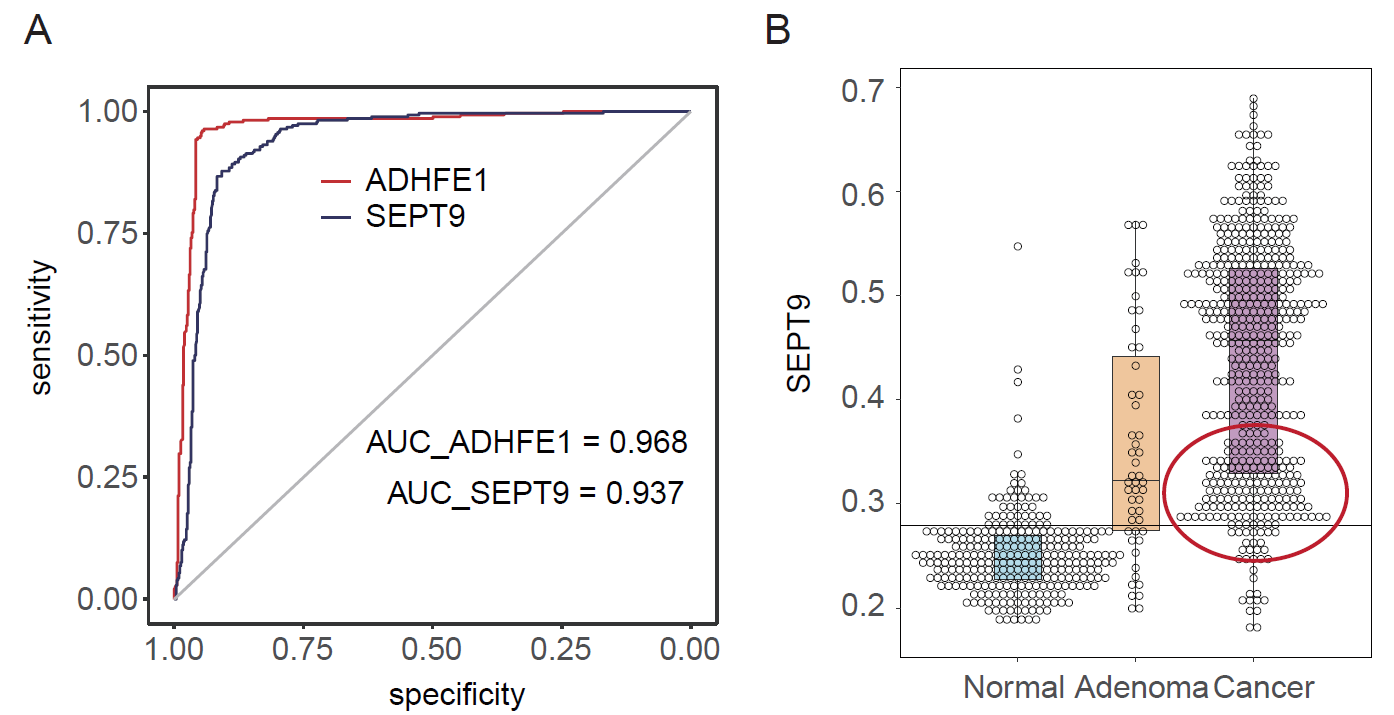 A
1.00
0.75
0.50
0.25
0.00
sensitivity
ADHFE1
SEPT9
AUC_ADHFE1 = 0.968
AUC_SEPT9 = 0.937
1.00 0.75 0.50 0.25 0.00
specificity
B
0.7
0.6
0.5
0.4
0.3
0.2
SEPT9
Normal Adenoma Cancer